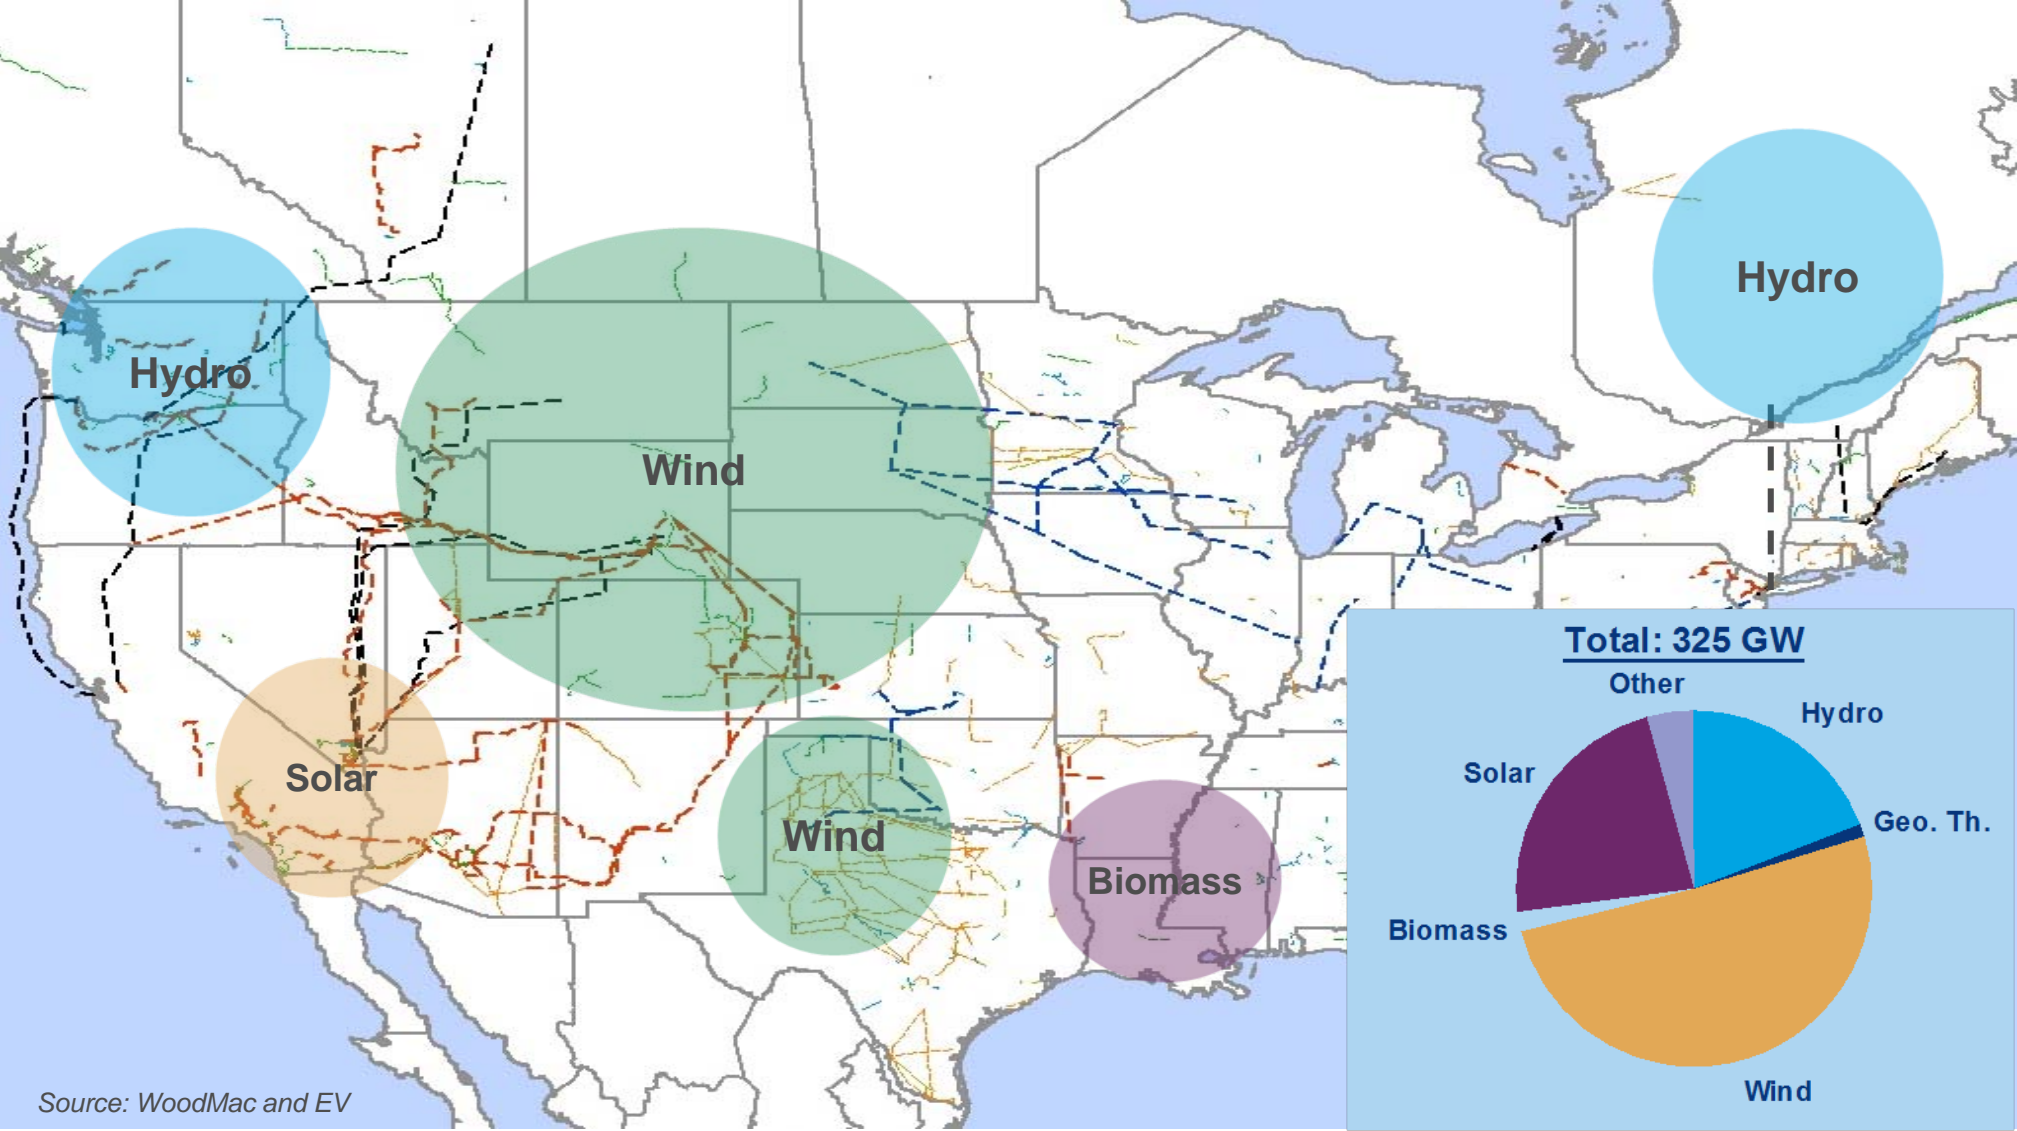 Hydro
Hydro
Wind
Solar
Wind
Biomass
Total: 325 GW
Other
Hydro
Solar
Geo. Th.
Biomass
Wind
Source: WoodMac and EV